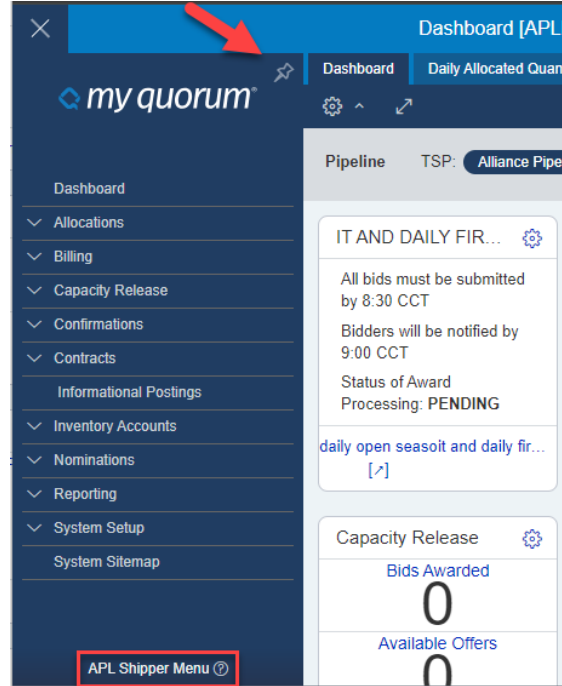 Dashboard [APL
my quorum®
Dashboard
Daily Allocated Quan
Pipeline
TSP:
Alliance Pipe
Dashboard
Allocations
Billing
Capacity Release
Confirmations
Contracts
Informational Postings
Inventory Accounts
Nominations
Reporting
System Setup
System Sitemap
APL Shipper Menu
IT AND DAILY FIR...
All bids must be submitted
by 8:30 CCT
Bidders will be notified by
9:00 CCT
Status of Award
Processing: PENDING
daily open seasoit and daily fir...
[↗]
Capacity Release
Bids Awarded
0
Available Offers
0